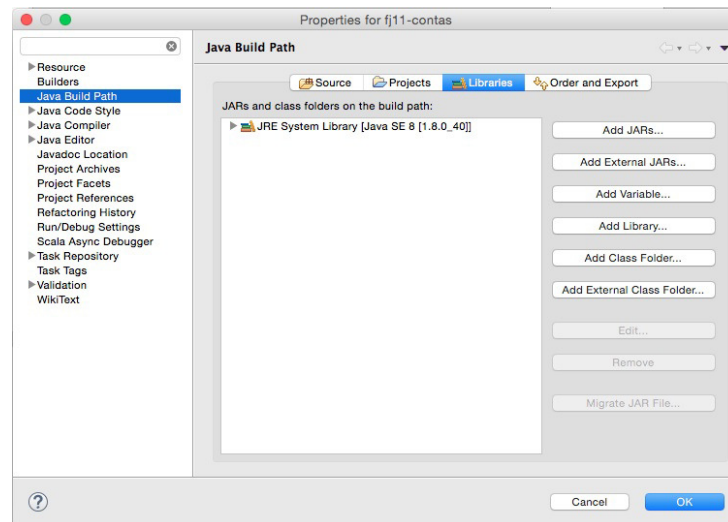 Properties for fj11-contas
Java Build Path
Resource
Builders
Java Build Path
Java Code Style
Java Compiler
Java Editor
Javadoc Location
Project Archives
Project Facets
Project References
Refactoring History
Run/Debug Settings
Scala Async Debugger
Task Repository
Task Tags
Validation
WikiText
Source Projects Libraries Order and Export
JARs and class folders on the build path:
JRE System Library [Java SE 8 [1.8.0_40]]
Add JARs...
Add External JARs...
Add Variable...
Add Library...
Add Class Folder...
Add External Class Folder...
Edit...
Remove
Migrate JAR File...
?
Cancel OK